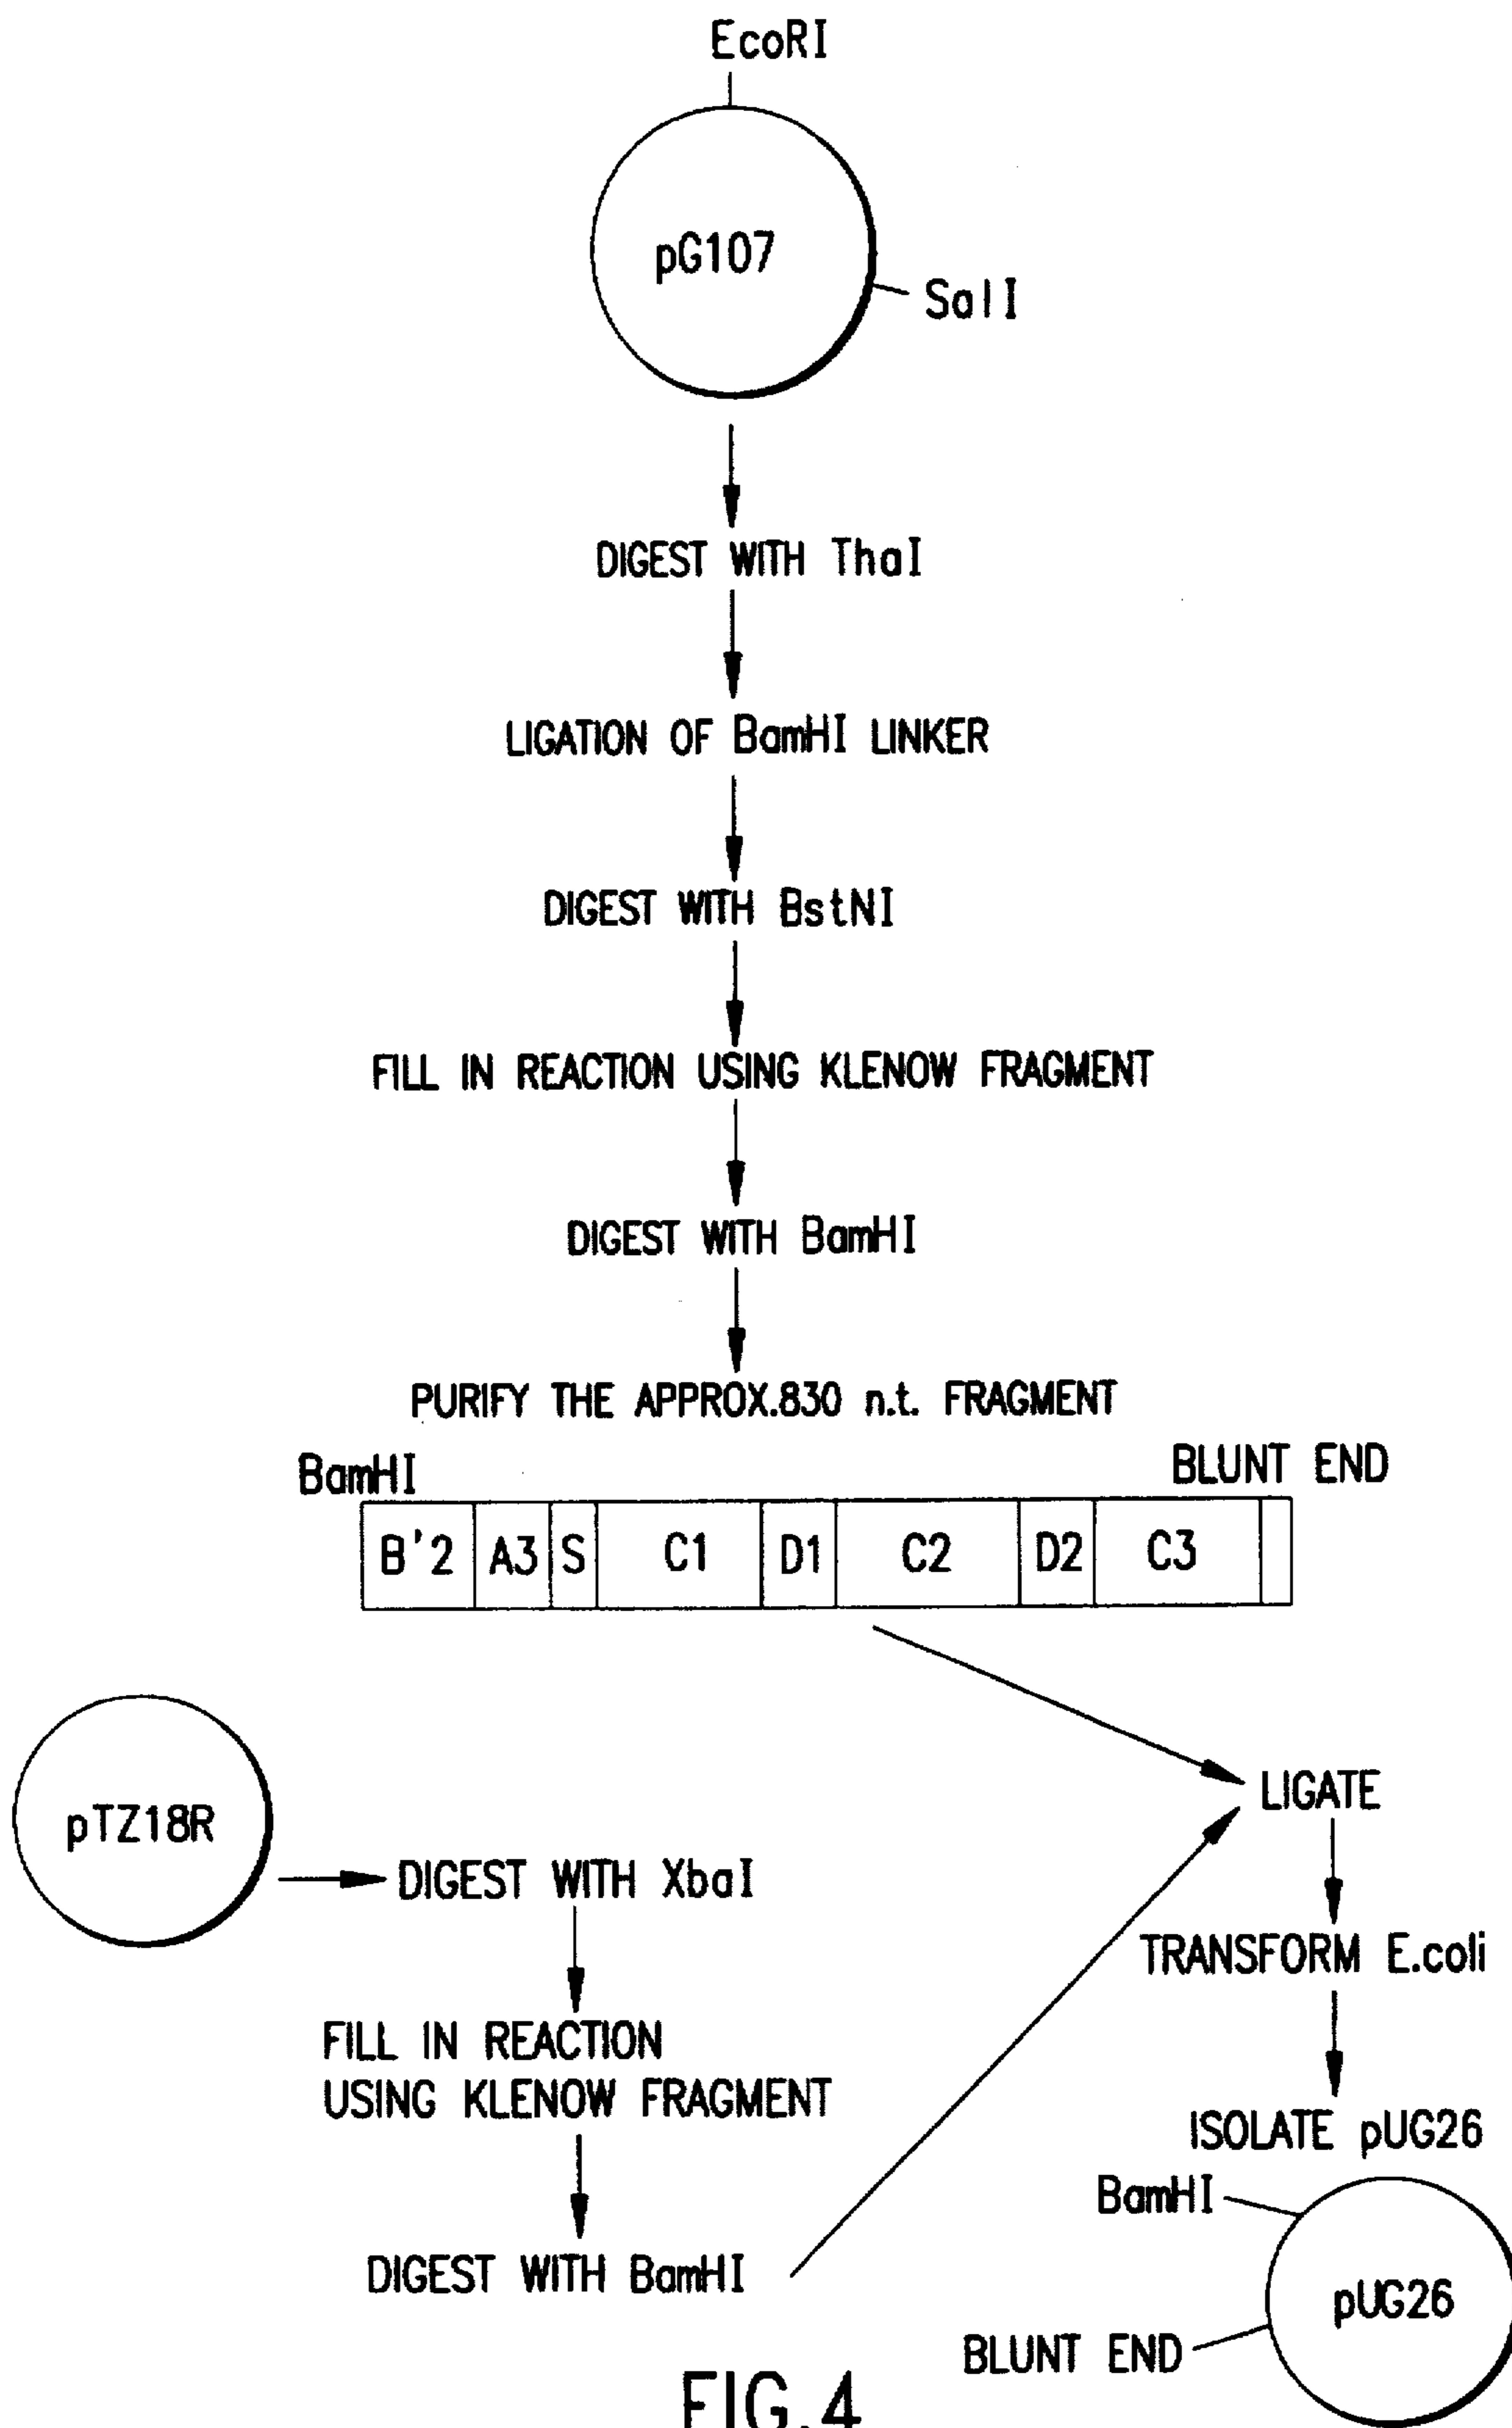 EcoRI
pG107
SalI
DIGEST WITH ThaI
LIGATION OF BamHI LINKER
DIGEST WITH BstNI
FILL IN REACTION USING KLENOW FRAGMENT
DIGEST WITH BamHI
PURIFY THE APPROX.830 n.t. FRAGMENT
BamHI
BLUNT END
B'2 A3 S C1 D1 C2 D2 C3
pTZ18R
DIGEST WITH XbaI
FILL IN REACTION
USING KLENOW FRAGMENT
DIGEST WITH BamHI
LIGATE
TRANSFORM E.coli
ISOLATE pUG26
BamHI
pUG26
BLUNT END
FIG.4